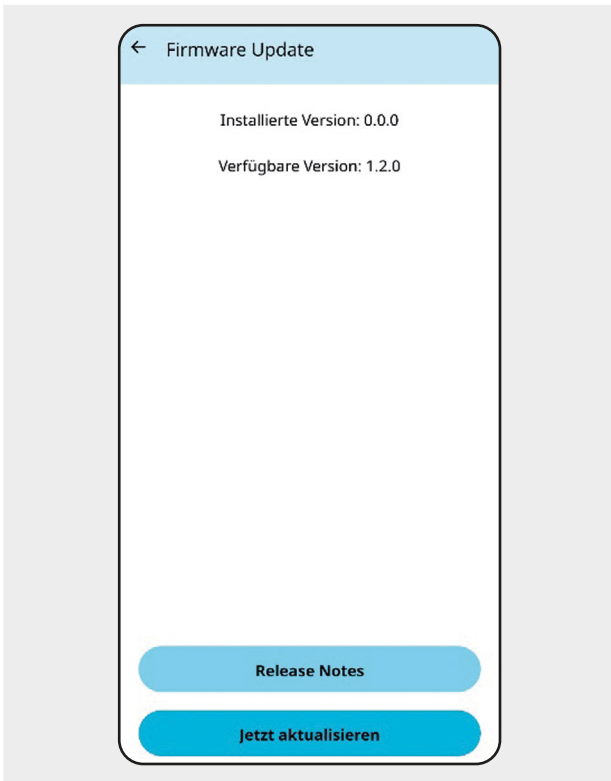 ← Firmware Update
Installierte Version: 0.0.0
Verfügbare Version: 1.2.0
Release Notes
Jetzt aktualisieren